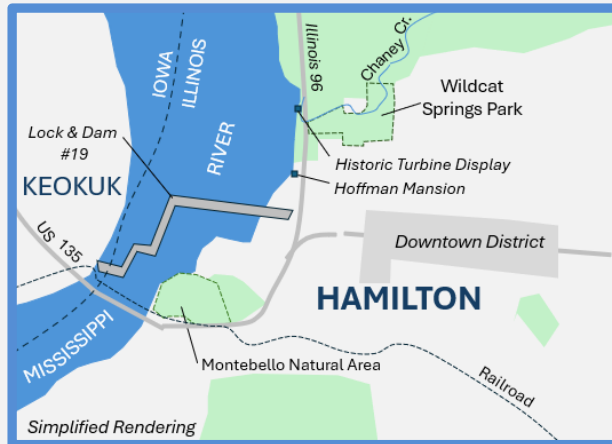 IOWA
ILLINOIS
Illinois 96
Chaney Cr.
Wildcat
Springs Park
Lock & Dam
#19
RIVER
Historic Turbine Display
KEOKUK
Hoffman Mansion
US 135
Downtown District
HAMILTON
MISSISSIPPI
Montebello Natural Area
Railroad
Simplified Rendering